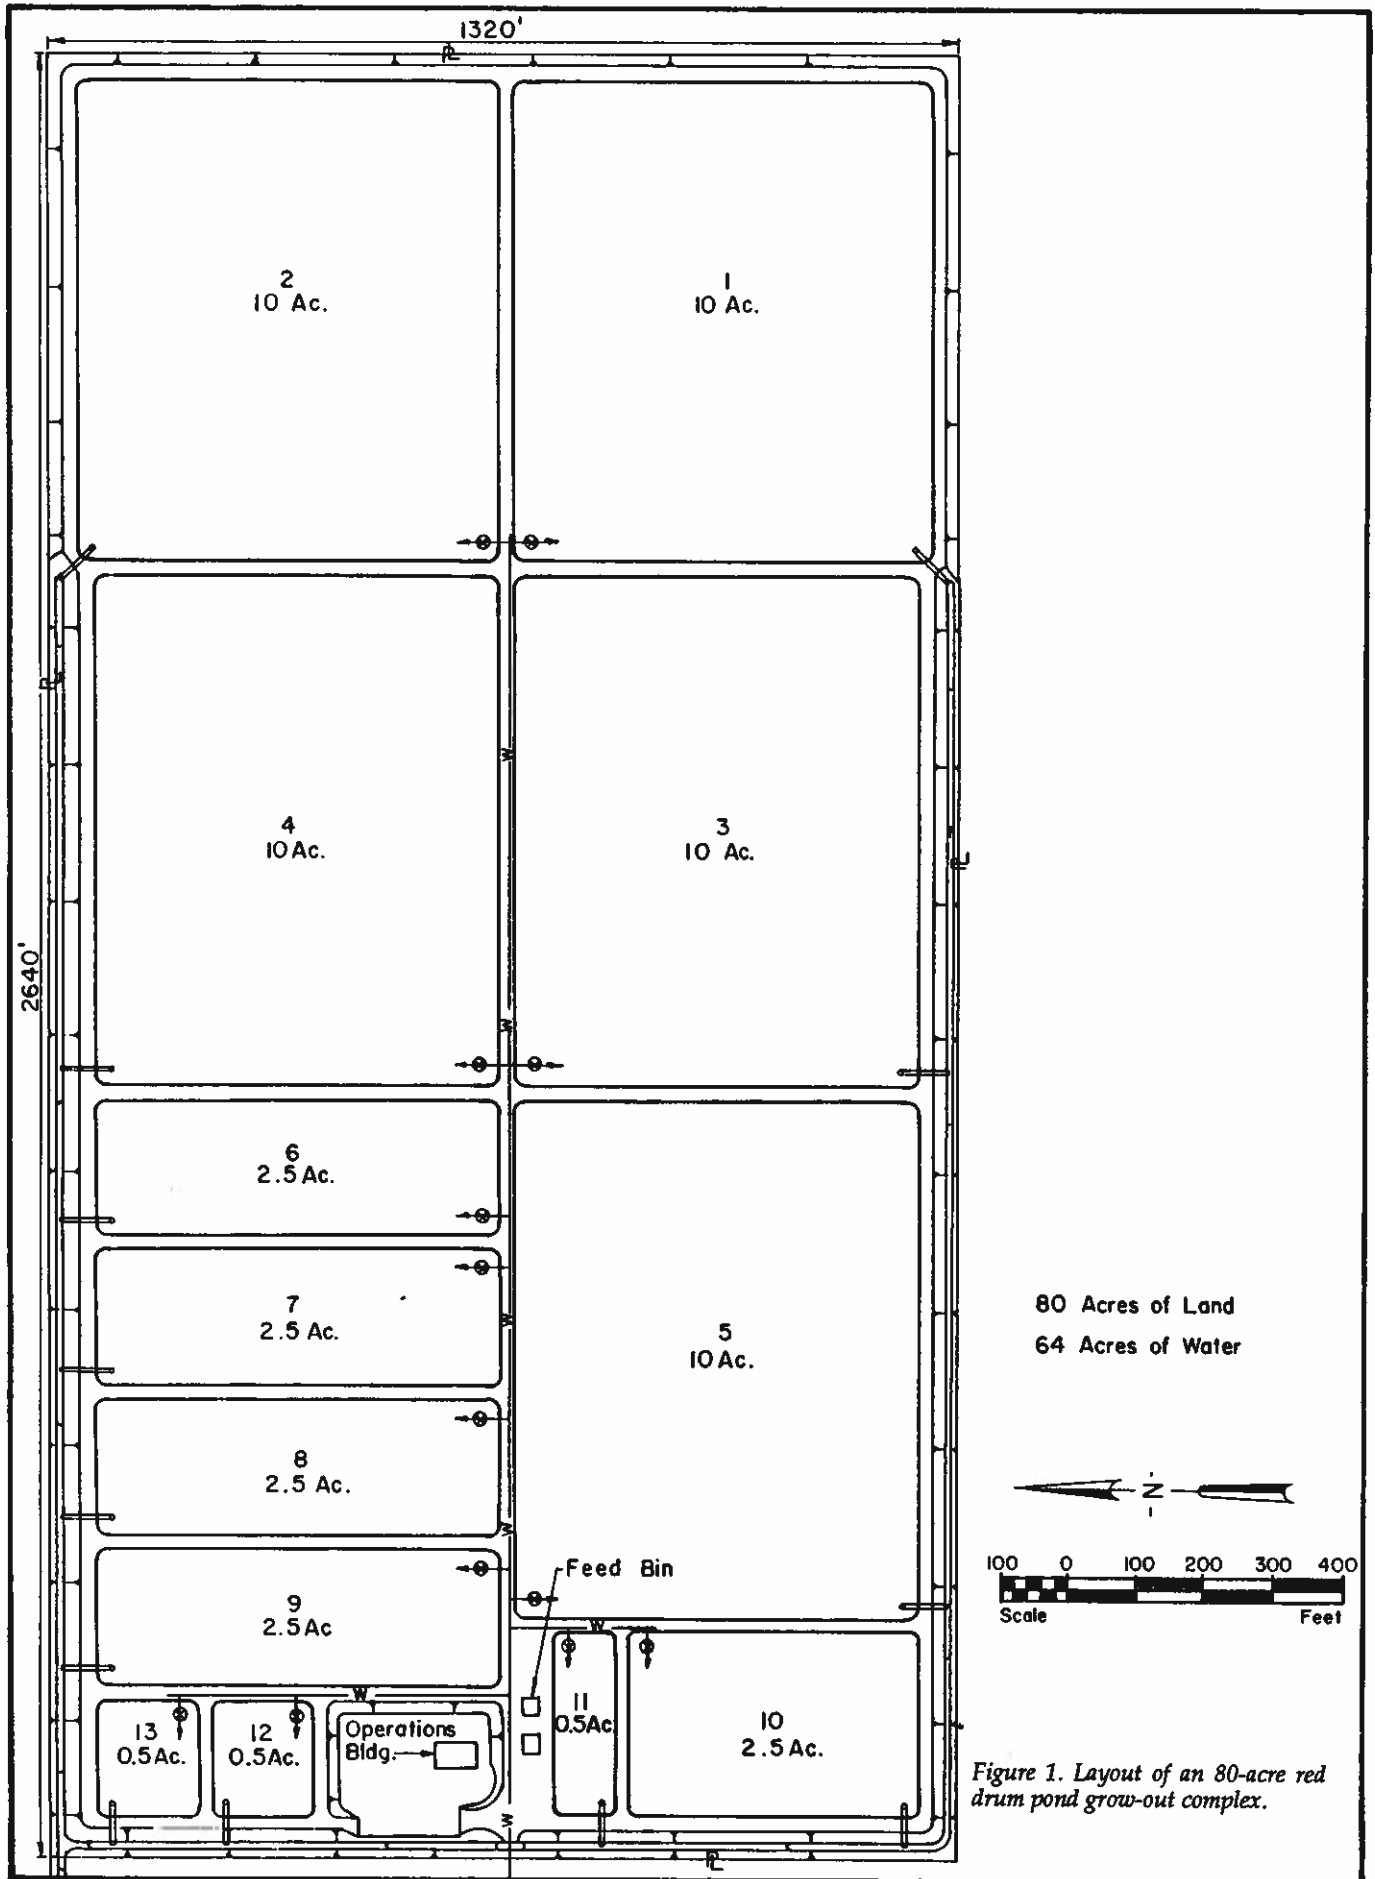 1320'
PL
2
10 Ac.
1
10 Ac.
PL
W
4
10 Ac.
3
10 Ac.
PL
2640'
W
6
2.5 Ac.
7
2.5 Ac.
W
5
10 Ac.
80 Acres of Land
64 Acres of Water
8
2.5 Ac.
N
W
100 0 100 200 300 400
Scale Feet
Feed Bin
9
2.5 Ac
W
W
11
0.5 Ac
13
0.5 Ac.
12
0.5 Ac.
Operations
Bldg.
10
2.5 Ac.
W
PL
Figure 1. Layout of an 80-acre red
drum pond grow-out complex.